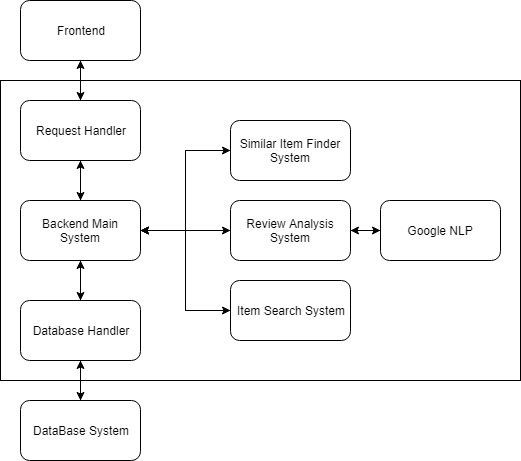 Frontend
Request Handler
Similar Item Finder
System
Backend Main
System
Review Analysis
System
Google NLP
Database Handler
Item Search System
DataBase System